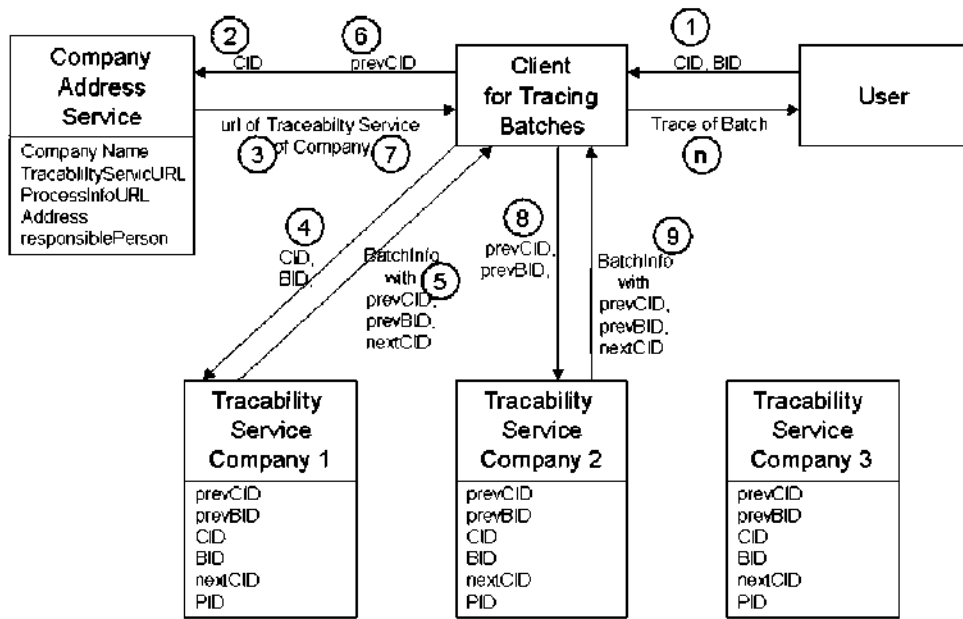 2
6
1
Company
Address
Service
CID
prevCID
Client
for Tracing
Batches
CID, BID
User
url of Traceabilty Service
of Company
3
7
Trace of Batch
n
Company Name
TracabliltyServicURL
ProcessInfoURL
Address
responsiblePerson
4
CID,
BID,
BatchInfo
with
5
prevCID,
prevBID,
nextCID
8
prevCID,
prevBID,
9
BatchInfo
with
prevCID,
prevBID,
nextCID
Tracability
Service
Company 1
prevCID
prevBID
CID
BID
nextCID
PID
Tracability
Service
Company 2
prevCID
prevBID
CID
BID
nextCID
PID
Tracability
Service
Company 3
prevCID
prevBID
CID
BID
nextCID
PID